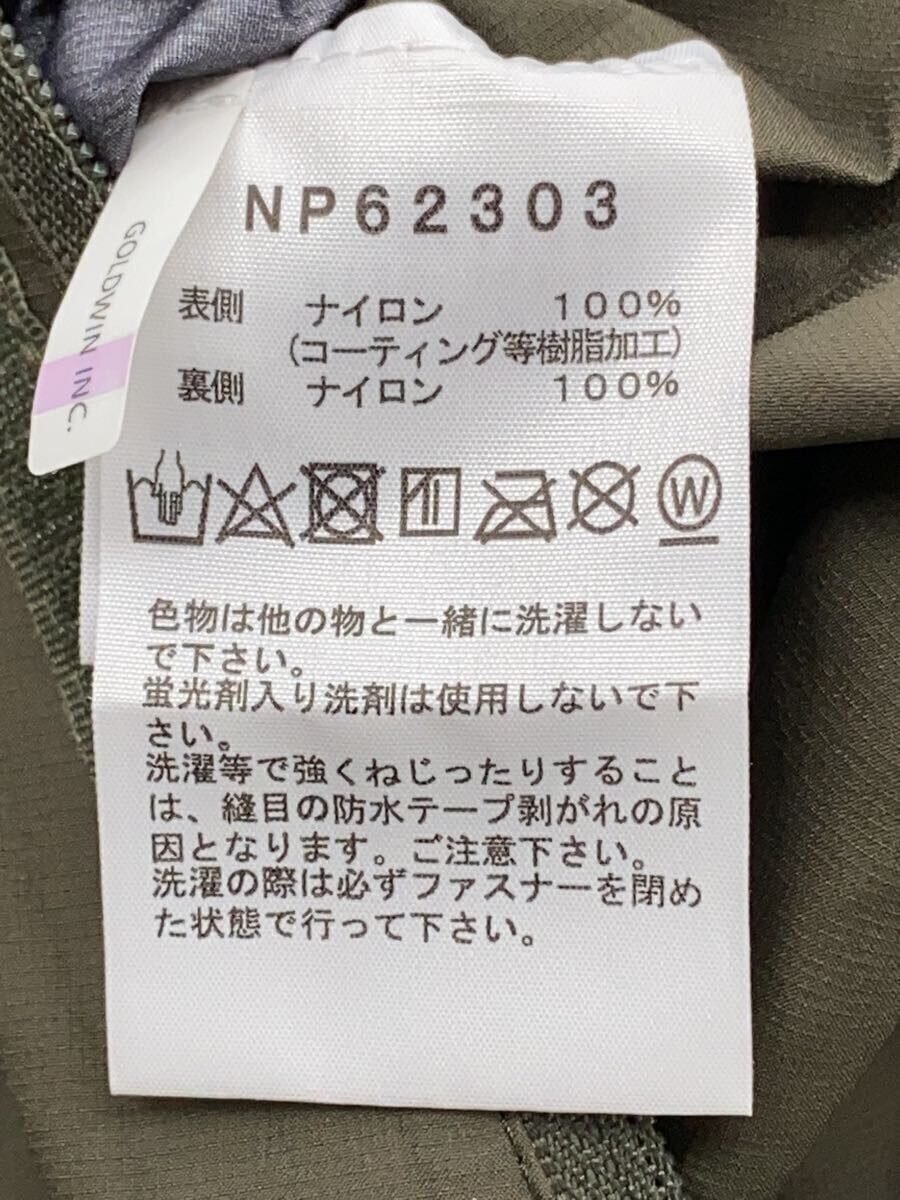 NP62303
表側 ナイロン 100%
(コーティング等樹脂加工)
裏側 ナイロン 100%
W
色物は他の物と一緒に洗濯しない
で下さい。
蛍光剤入り洗剤は使用しないで下
さい。
洗濯等で強くねじったりすること
は、縫目の防水テープ剥がれの原
因となります。ご注意下さい。
洗濯の際は必ずファスナーを閉め
た状態で行って下さい。
GOLDWIN INC.